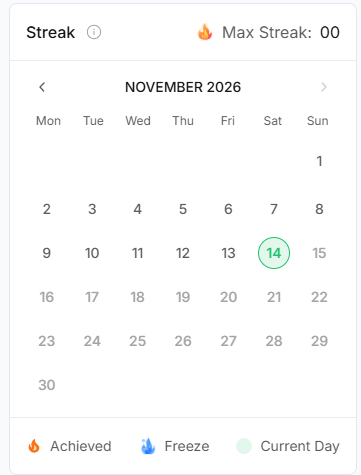 Streak Max Streak: 00
NOVEMBER 2026
Mon Tue Wed Thu Fri Sat Sun
1
2 3 4 5 6 7 8
9 10 11 12 13 14 15
16 17 18 19 20 21 22
23 24 25 26 27 28 29
30
Achieved Freeze Current Day